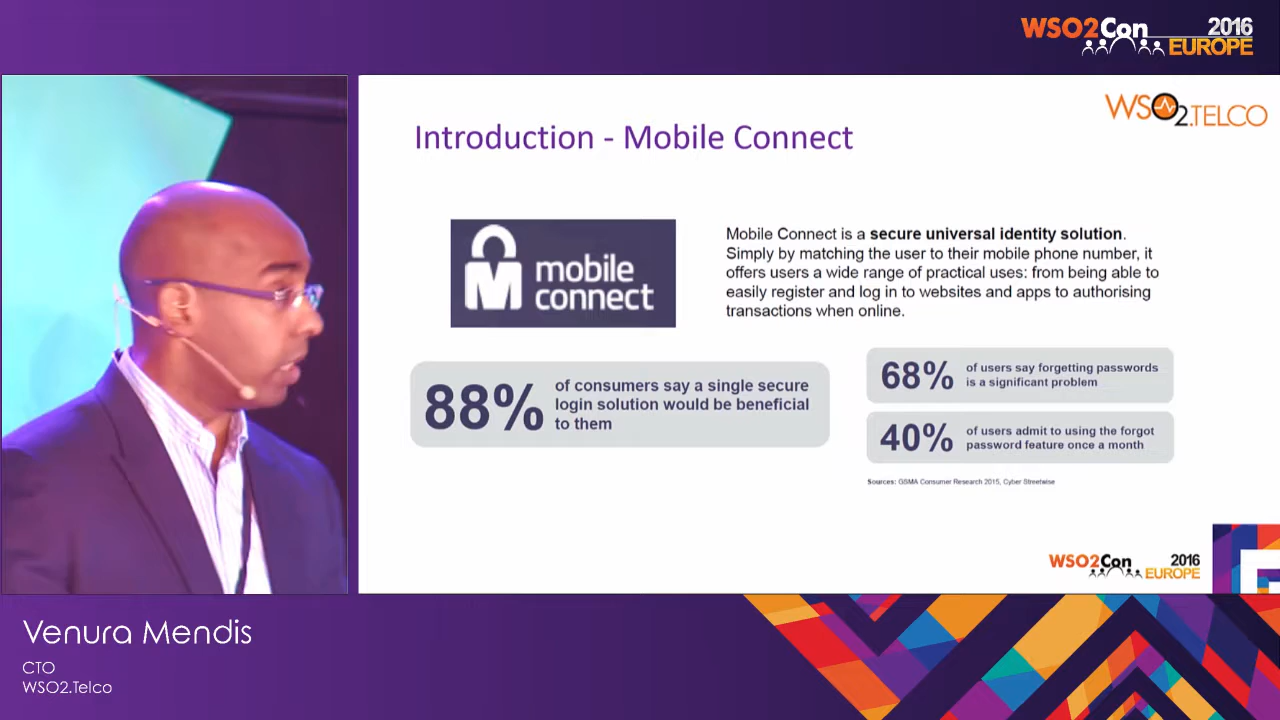 WSO2Con 2016
EUROPE
WSO2.TELCO
Introduction - Mobile Connect
mobile
connect
Mobile Connect is a secure universal identity solution.
Simply by matching the user to their mobile phone number, it
offers users a wide range of practical uses: from being able to
easily register and log in to websites and apps to authorising
transactions when online.
88%
of consumers say a single secure
login solution would be beneficial
to them
68%
of users say forgetting passwords
is a significant problem
40%
of users admit to using the forgot
password feature once a month
Sources: GSMA Consumer Research 2015, Cyber Streetwise
WSO2Con 2016
EUROPE
Venura Mendis
CTO
WSO2.Telco